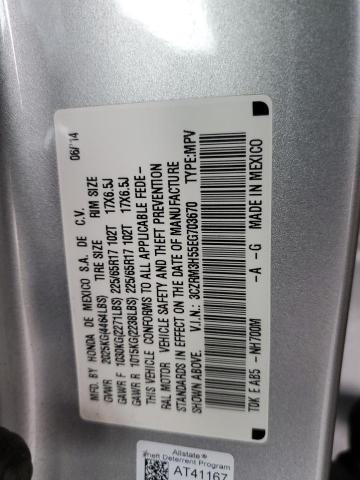 MFD. BY HONDA DE MEXICO S.A. DE C.V. 06/14
GVWR 2025KG(4464LBS) TIRE SIZE RIM SIZE
GAWR F 1030KG(2271LBS) 225/65R17 102T 17X6.5J
GAWR R 1015KG(2238LBS) 225/65R17 102T 17X6.5J
THIS VEHICLE CONFORMS TO ALL APPLICABLE FEDE-
RAL MOTOR VEHICLE SAFETY AND THEFT PREVENTION
STANDARDS IN EFFECT ON THE DATE OF MANUFACTURE
SHOWN ABOVE. V.I.N.: 3CZRM3H55EG703670 TYPE:MPV
T0K E AB5 -NH700M -A -G MADE IN MEXICO
Allstate®
Theft Deterrent Program
AT41167